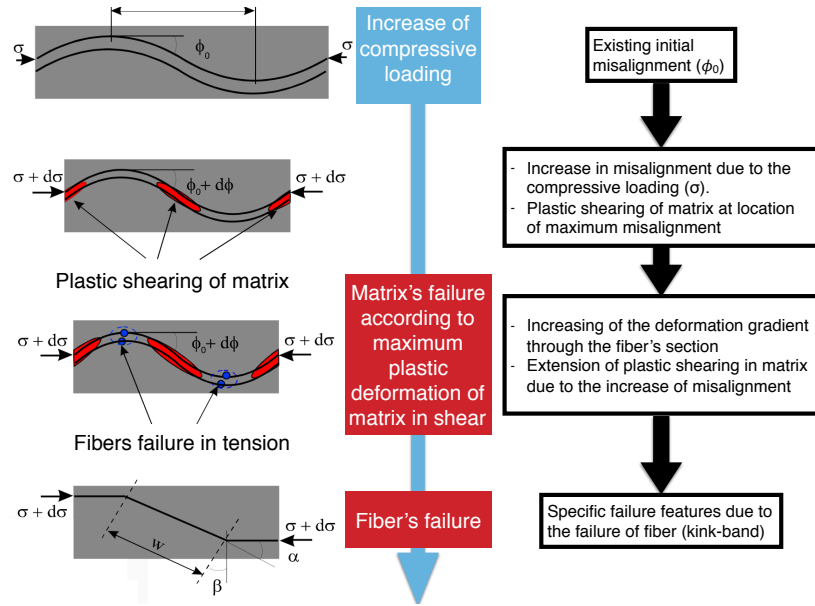 σ
ϕ0
σ
σ + dσ
ϕ0+ dϕ
σ + dσ
Plastic shearing of matrix
σ + dσ
ϕ0+ dϕ
σ + dσ
Fibers failure in tension
σ + dσ
w
β
α
σ + dσ
Increase of
compressive
loading
Matrix's failure
according to
maximum
plastic
deformation of
matrix in shear
Fiber's failure
Existing initial
misalignment (ϕ0)
- Increase in misalignment due to the
compressive loading (σ).
- Plastic shearing of matrix at location
of maximum misalignment
- Increasing of the deformation gradient
through the fiber's section
- Extension of plastic shearing in matrix
due to the increase of misalignment
Specific failure features due to
the failure of fiber (kink-band)